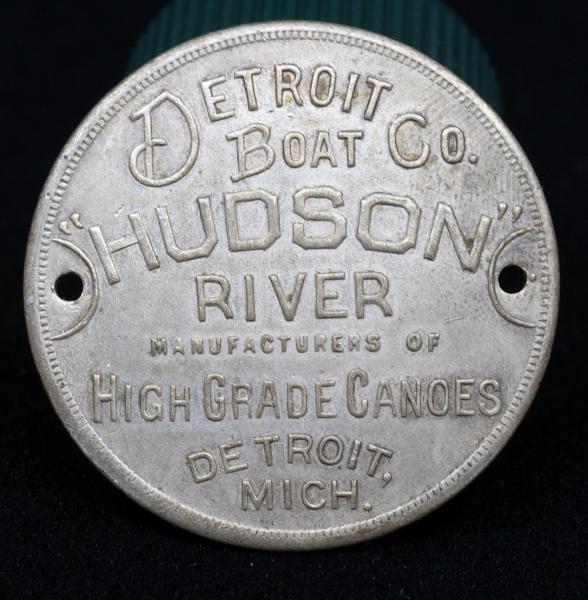 DETROIT
BOAT CO.
"HUDSON"
RIVER
MANUFACTURERS OF
HIGH GRADE CANOES
DETROIT,
MICH.